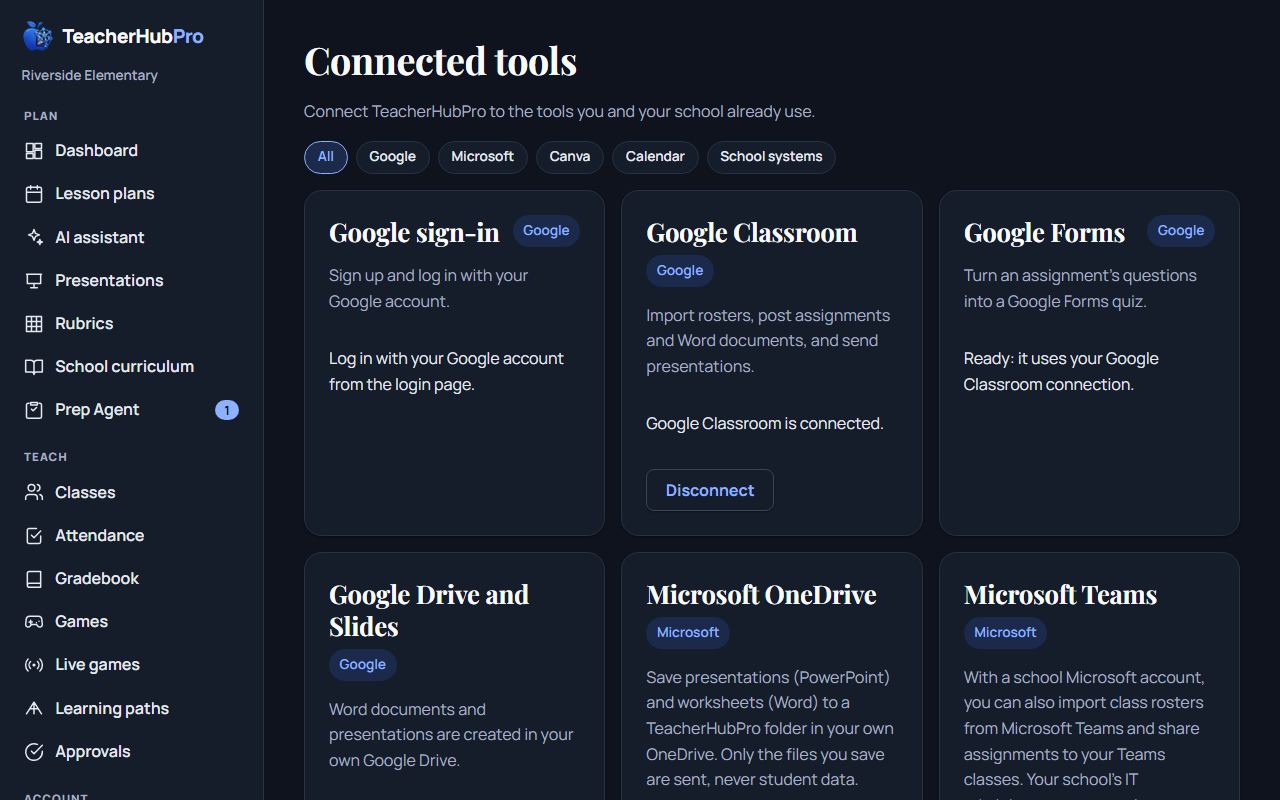 TeacherHubPro
Riverside Elementary
PLAN
Dashboard
Lesson plans
AI assistant
Presentations
Rubrics
School curriculum
Prep Agent 1
TEACH
Classes
Attendance
Gradebook
Games
Live games
Learning paths
Approvals
ACCOUNT
Connected tools
Connect TeacherHubPro to the tools you and your school already use.
All Google Microsoft Canva Calendar School systems
Google sign-in Google
Sign up and log in with your
Google account.
Log in with your Google account
from the login page.
Google Classroom
Google
Import rosters, post assignments
and Word documents, and send
presentations.
Google Classroom is connected.
Disconnect
Google Forms Google
Turn an assignment's questions
into a Google Forms quiz.
Ready: it uses your Google
Classroom connection.
Google Drive and
Slides
Google
Word documents and
presentations are created in your
own Google Drive.
Microsoft OneDrive
Microsoft
Save presentations (PowerPoint)
and worksheets (Word) to a
TeacherHubPro folder in your own
OneDrive. Only the files you save
are sent, never student data.
Microsoft Teams
Microsoft
With a school Microsoft account,
you can also import class rosters
from Microsoft Teams and share
assignments to your Teams
classes. Your school's IT